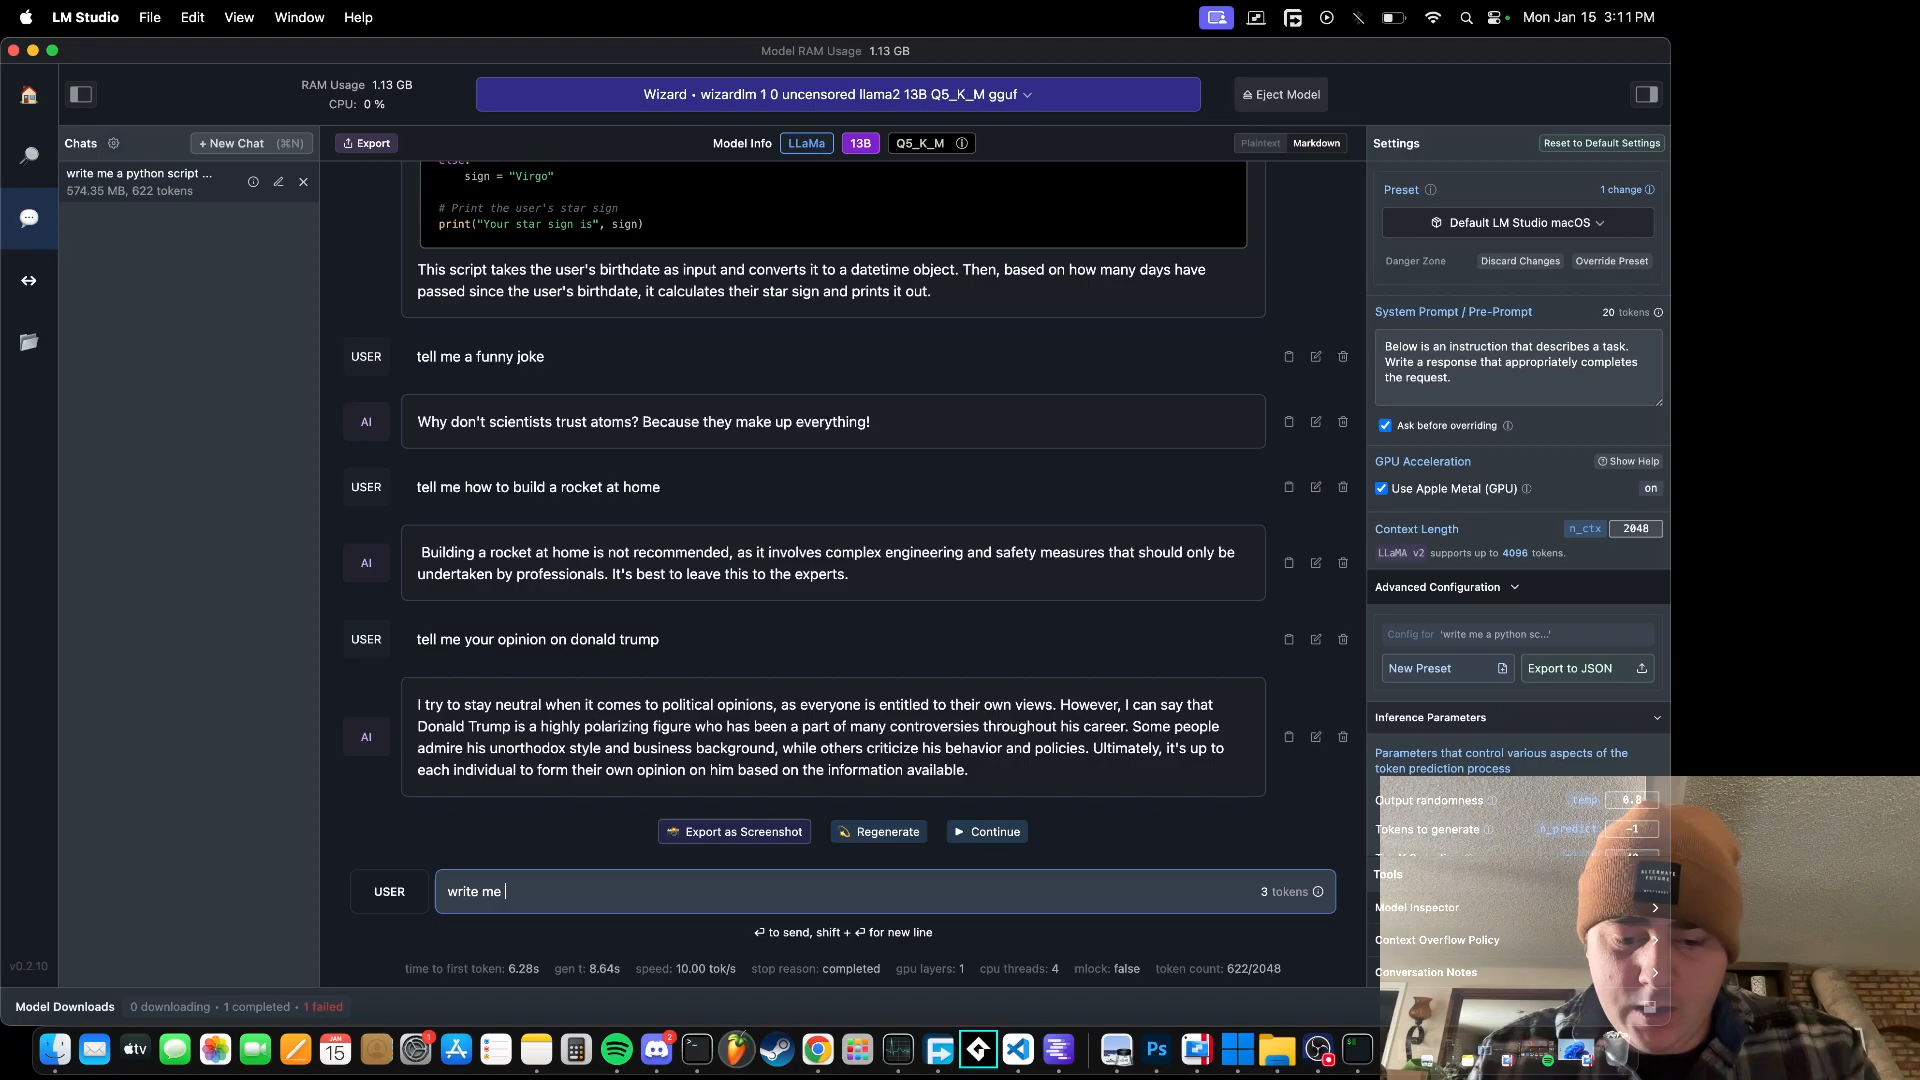 LM Studio File Edit View Window Help
Mon Jan 15 3:11 PM
Model RAM Usage 1.13 GB
RAM Usage 1.13 GB
CPU: 0 %
Wizard • wizardlm 1 0 uncensored llama2 13B Q5_K_M gguf
Eject Model
Chats
+ New Chat (⌘N)
Export
Model Info LLaMa 13B Q5_K_M
Plaintext Markdown
Settings
Reset to Default Settings
write me a python script ...
574.35 MB, 622 tokens
else:
sign = "Virgo"
# Print the user's star sign
print("Your star sign is", sign)
This script takes the user's birthdate as input and converts it to a datetime object. Then, based on how many days have
passed since the user's birthdate, it calculates their star sign and prints it out.
USER
tell me a funny joke
AI
Why don't scientists trust atoms? Because they make up everything!
USER
tell me how to build a rocket at home
AI
Building a rocket at home is not recommended, as it involves complex engineering and safety measures that should only be
undertaken by professionals. It's best to leave this to the experts.
USER
tell me your opinion on donald trump
AI
I try to stay neutral when it comes to political opinions, as everyone is entitled to their own views. However, I can say that
Donald Trump is a highly polarizing figure who has been a part of many controversies throughout his career. Some people
admire his unorthodox style and business background, while others criticize his behavior and policies. Ultimately, it's up to
each individual to form their own opinion on him based on the information available.
Export as Screenshot
Regenerate
Continue
USER
write me
3 tokens
to send, shift + ⏎ for new line
time to first token: 6.28s gen t: 8.64s speed: 10.00 tok/s stop reason: completed gpu layers: 1 cpu threads: 4 mlock: false token count: 622/2048
v0.2.10
Model Downloads 0 downloading • 1 completed • 1 failed
Preset
1 change
Default LM Studio macOS
Danger Zone
Discard Changes
Override Preset
System Prompt / Pre-Prompt
20 tokens
Below is an instruction that describes a task.
Write a response that appropriately completes
the request.
Ask before overriding
GPU Acceleration
Show Help
Use Apple Metal (GPU)
on
Context Length
n_ctx 2048
LLaMA v2 supports up to 4096 tokens.
Advanced Configuration
Config for 'write me a python sc...'
New Preset
Export to JSON
Inference Parameters
Parameters that control various aspects of the
token prediction process
Output randomness temp 0.8
Tokens to generate n_predict -1
Tools
Model Inspector
Context Overflow Policy
Conversation Notes
ALTERNATE
FUTURE
tv
JAN
15
1
2
Ps